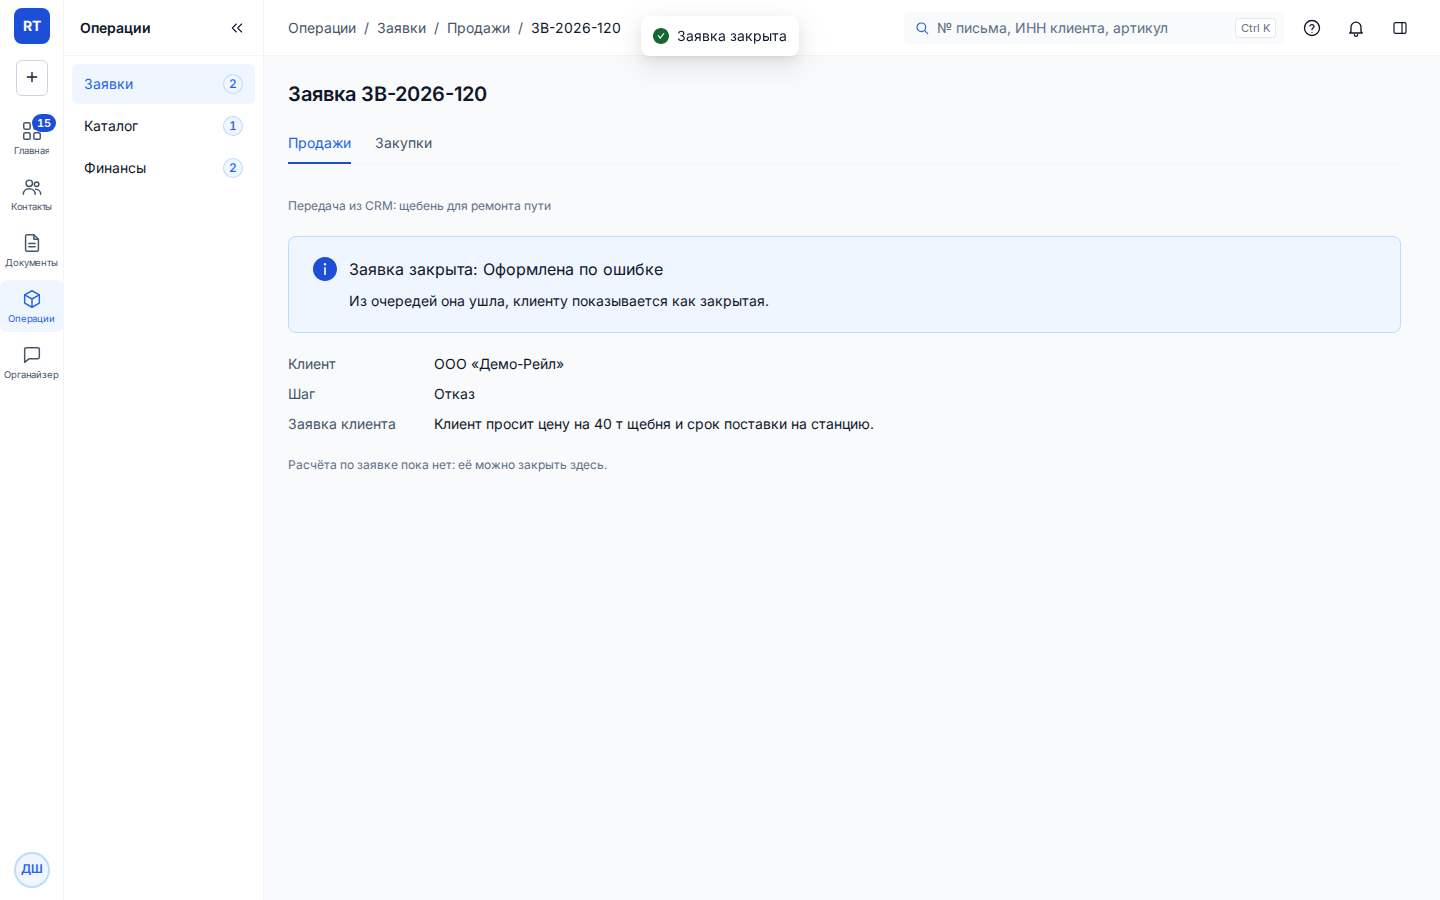 RT
Операции
Операции / Заявки / Продажи / ЗВ-2026-120
Заявка закрыта
№ письма, ИНН клиента, артикул
Ctrl K
15
Главная
Контакты
Документы
Операции
Органайзер
ДШ
Заявки 2
Каталог 1
Финансы 2
Заявка ЗВ-2026-120
Продажи Закупки
Передача из CRM: щебень для ремонта пути
Заявка закрыта: Оформлена по ошибке
Из очередей она ушла, клиенту показывается как закрытая.
Клиент ООО «Демо-Рейл»
Шаг Отказ
Заявка клиента Клиент просит цену на 40 т щебня и срок поставки на станцию.
Расчёта по заявке пока нет: её можно закрыть здесь.